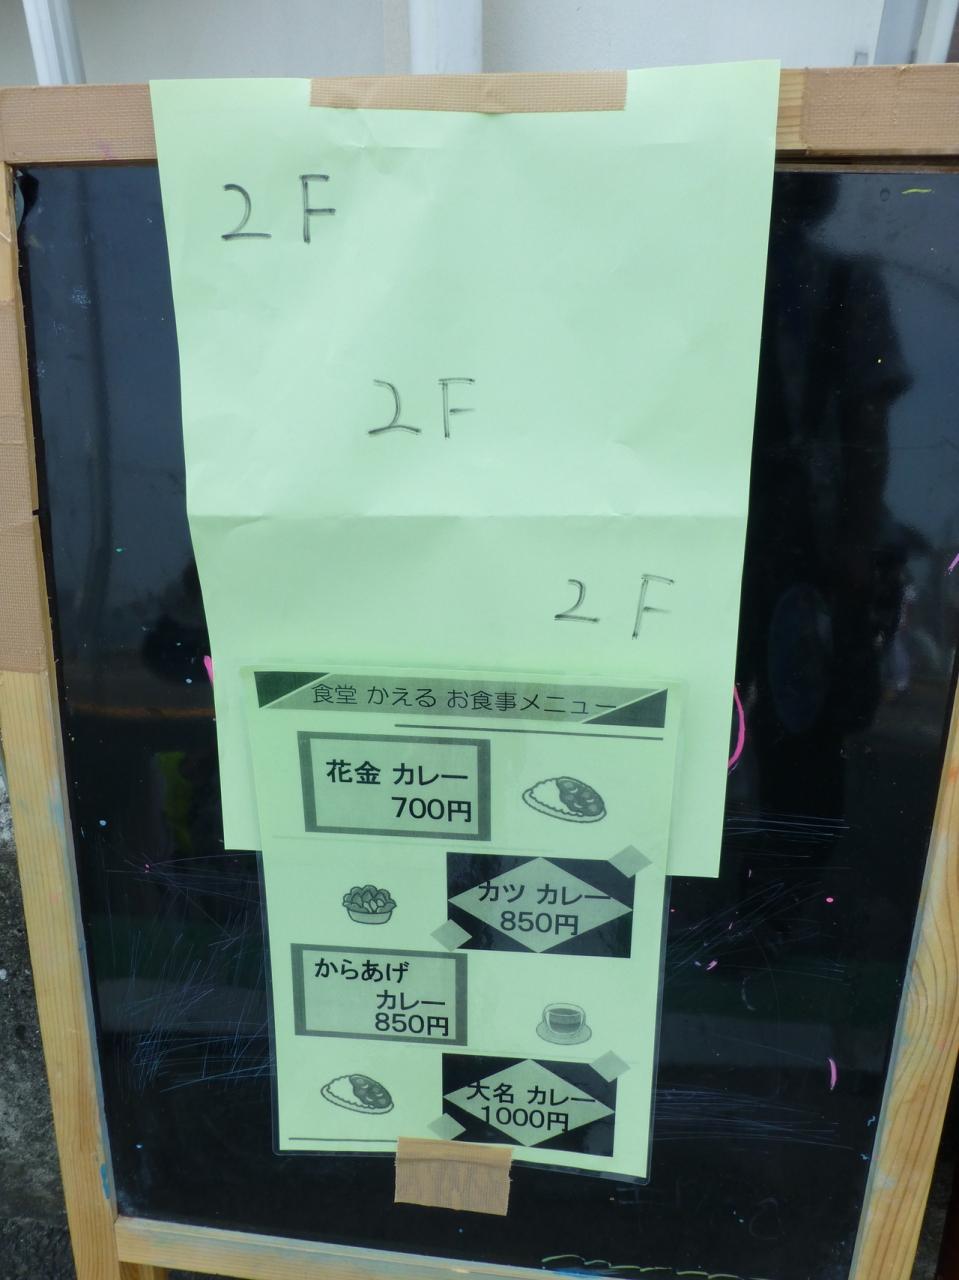 2F
2F
2F
食堂 かえる お食事メニュー
花金 カレー
700円
カツ カレー
850円
からあげ
カレー
850円
大名 カレー
1000円